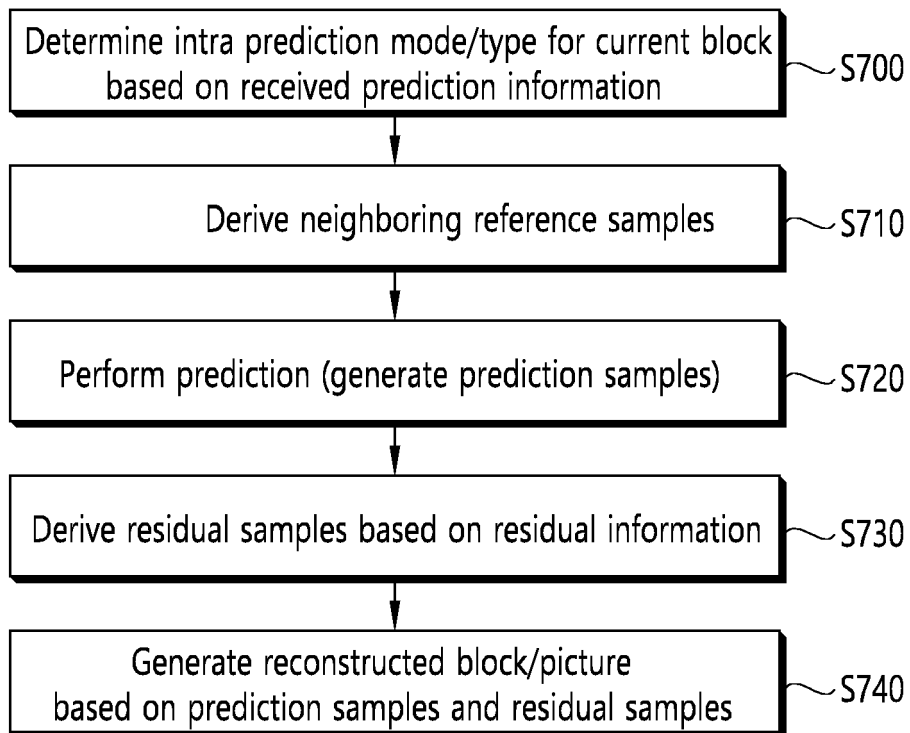 Determine intra prediction mode/type for current block
based on received prediction information
S700
Derive neighboring reference samples
S710
Perform prediction (generate prediction samples)
S720
Derive residual samples based on residual information
S730
Generate reconstructed block/picture
based on prediction samples and residual samples
S740